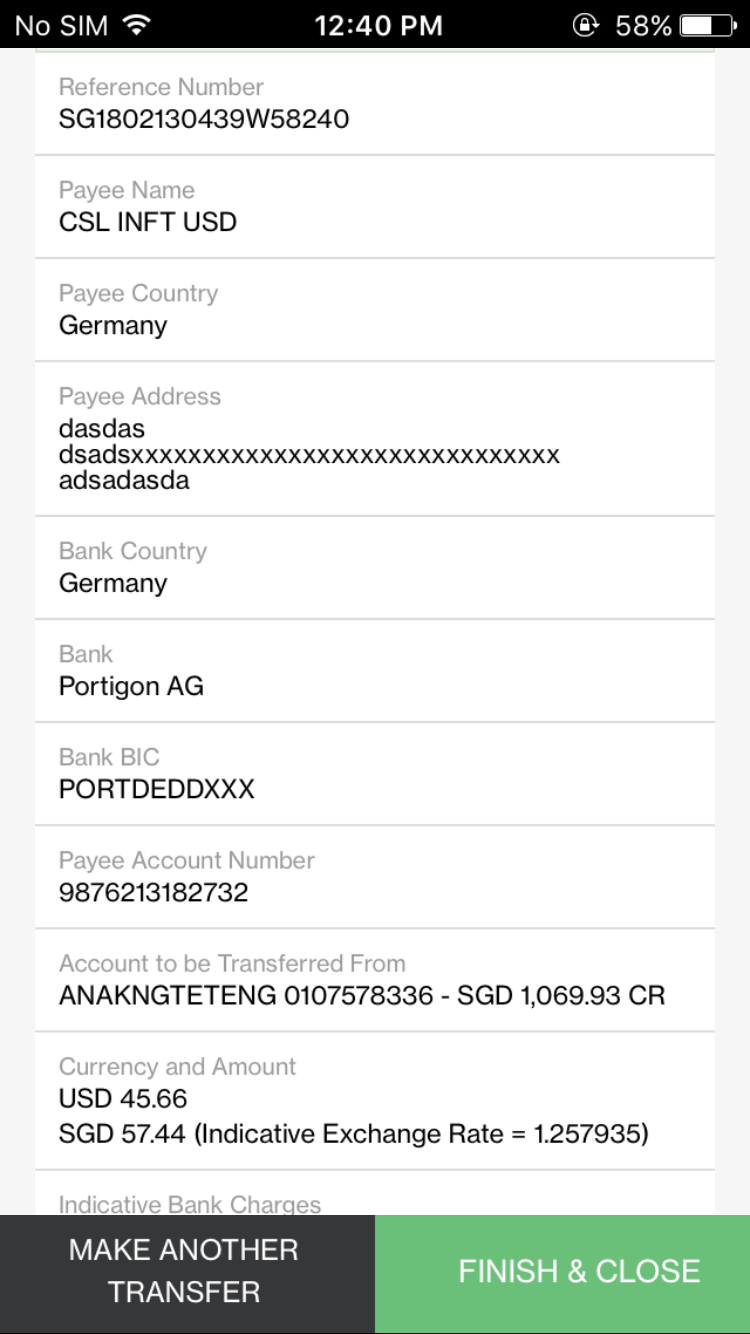 No SIM 12:40 PM 58%
Reference Number
SG1802130439W58240
Payee Name
CSL INFT USD
Payee Country
Germany
Payee Address
dasdas
dsadsxxxxxxxxxxxxxxxxxxxxxxxxxxxxxx
adsadasda
Bank Country
Germany
Bank
Portigon AG
Bank BIC
PORTDEDDXXX
Payee Account Number
9876213182732
Account to be Transferred From
ANAKNGTETENG 0107578336 - SGD 1,069.93 CR
Currency and Amount
USD 45.66
SGD 57.44 (Indicative Exchange Rate = 1.257935)
Indicative Bank Charges
MAKE ANOTHER
TRANSFER
FINISH & CLOSE